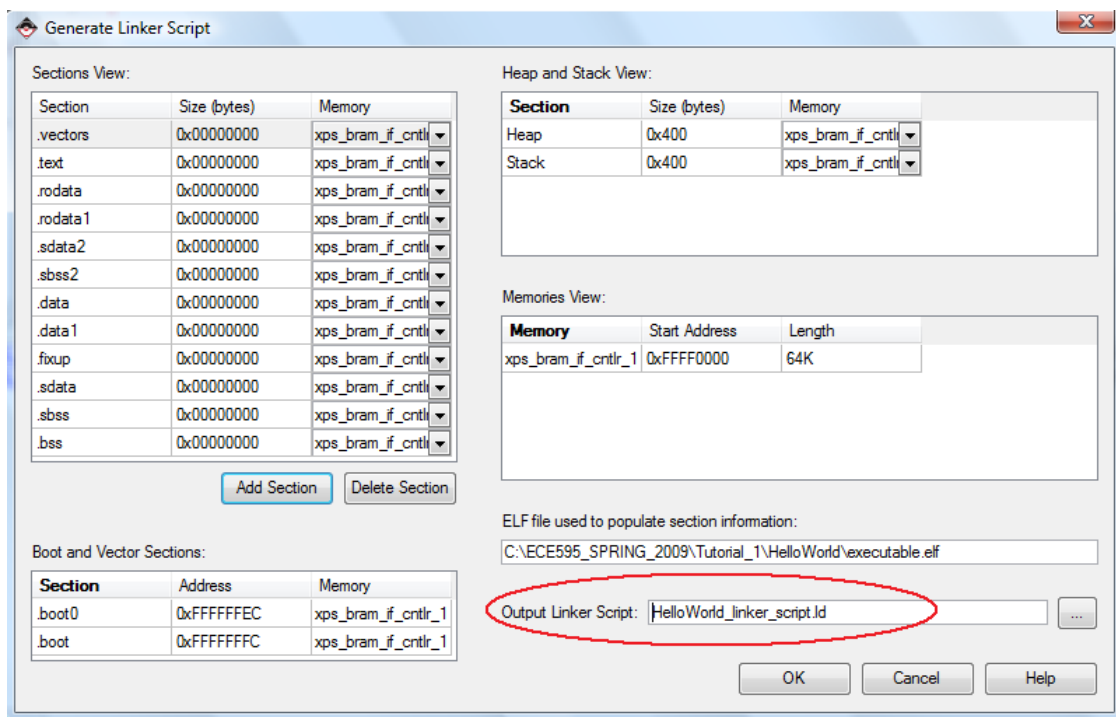 Generate Linker Script
Sections View:
Section Size (bytes) Memory
.vectors 0x00000000 xps_bram_if_cntlr
.text 0x00000000 xps_bram_if_cntlr
.rodata 0x00000000 xps_bram_if_cntlr
.rodata1 0x00000000 xps_bram_if_cntlr
.sdata2 0x00000000 xps_bram_if_cntlr
.sbss2 0x00000000 xps_bram_if_cntlr
.data 0x00000000 xps_bram_if_cntlr
.data1 0x00000000 xps_bram_if_cntlr
.fixup 0x00000000 xps_bram_if_cntlr
.sdata 0x00000000 xps_bram_if_cntlr
.sbss 0x00000000 xps_bram_if_cntlr
.bss 0x00000000 xps_bram_if_cntlr
Add Section Delete Section
Boot and Vector Sections:
Section Address Memory
.boot0 0xFFFFFFEC xps_bram_if_cntlr_1
.boot 0xFFFFFFFC xps_bram_if_cntlr_1
Heap and Stack View:
Section Size (bytes) Memory
Heap 0x400 xps_bram_if_cntlr
Stack 0x400 xps_bram_if_cntlr
Memories View:
Memory Start Address Length
xps_bram_if_cntlr_1 0xFFFF0000 64K
ELF file used to populate section information:
C:\ECE595_SPRING_2009\Tutorial_1\HelloWorld\executable.elf
Output Linker Script: HelloWorld_linker_script.ld ...
OK Cancel Help